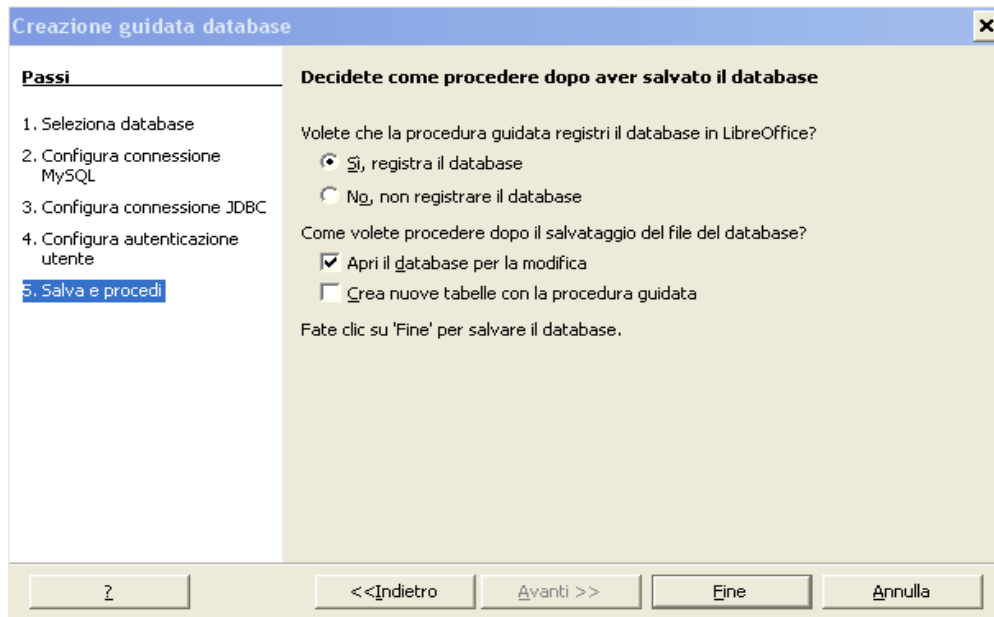 Creazione guidata database
Passi
1. Seleziona database
2. Configura connessione
MySQL
3. Configura connessione JDBC
4. Configura autenticazione
utente
5. Salva e procedi
Decidete come procedere dopo aver salvato il database
Volete che la procedura guidata registri il database in LibreOffice?
Sì, registra il database
No, non registrare il database
Come volete procedere dopo il salvataggio del file del database?
Apri il database per la modifica
Crea nuove tabelle con la procedura guidata
Fate clic su 'Fine' per salvare il database.
?
<<Indietro
Avanti >>
Fine
Annulla